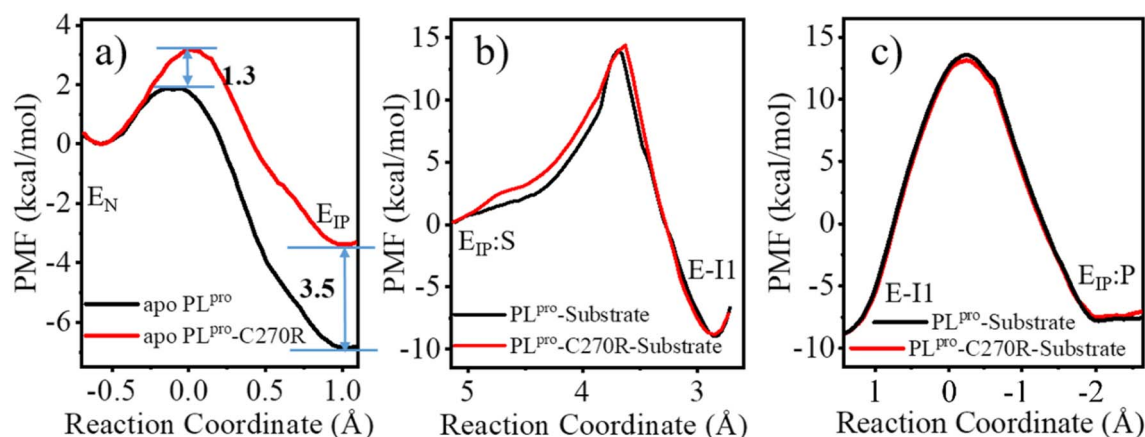 a)
PMF (kcal/mol)
4
2
0
-2
-4
-6
1.3
E_N
E_IP
3.5
apo PL^pro
apo PL^pro-C270R
-0.5 0.0 0.5 1.0
Reaction Coordinate (Å)
b)
PMF (kcal/mol)
15
10
5
0
-5
-10
E_IP:S
E-I1
PL^pro-Substrate
PL^pro-C270R-Substrate
5 4 3
Reaction Coordinate (Å)
c)
PMF (kcal/mol)
15
10
5
0
-5
-10
E-I1
E_IP:P
PL^pro-Substrate
PL^pro-C270R-Substrate
1 0 -1 -2
Reaction Coordinate (Å)